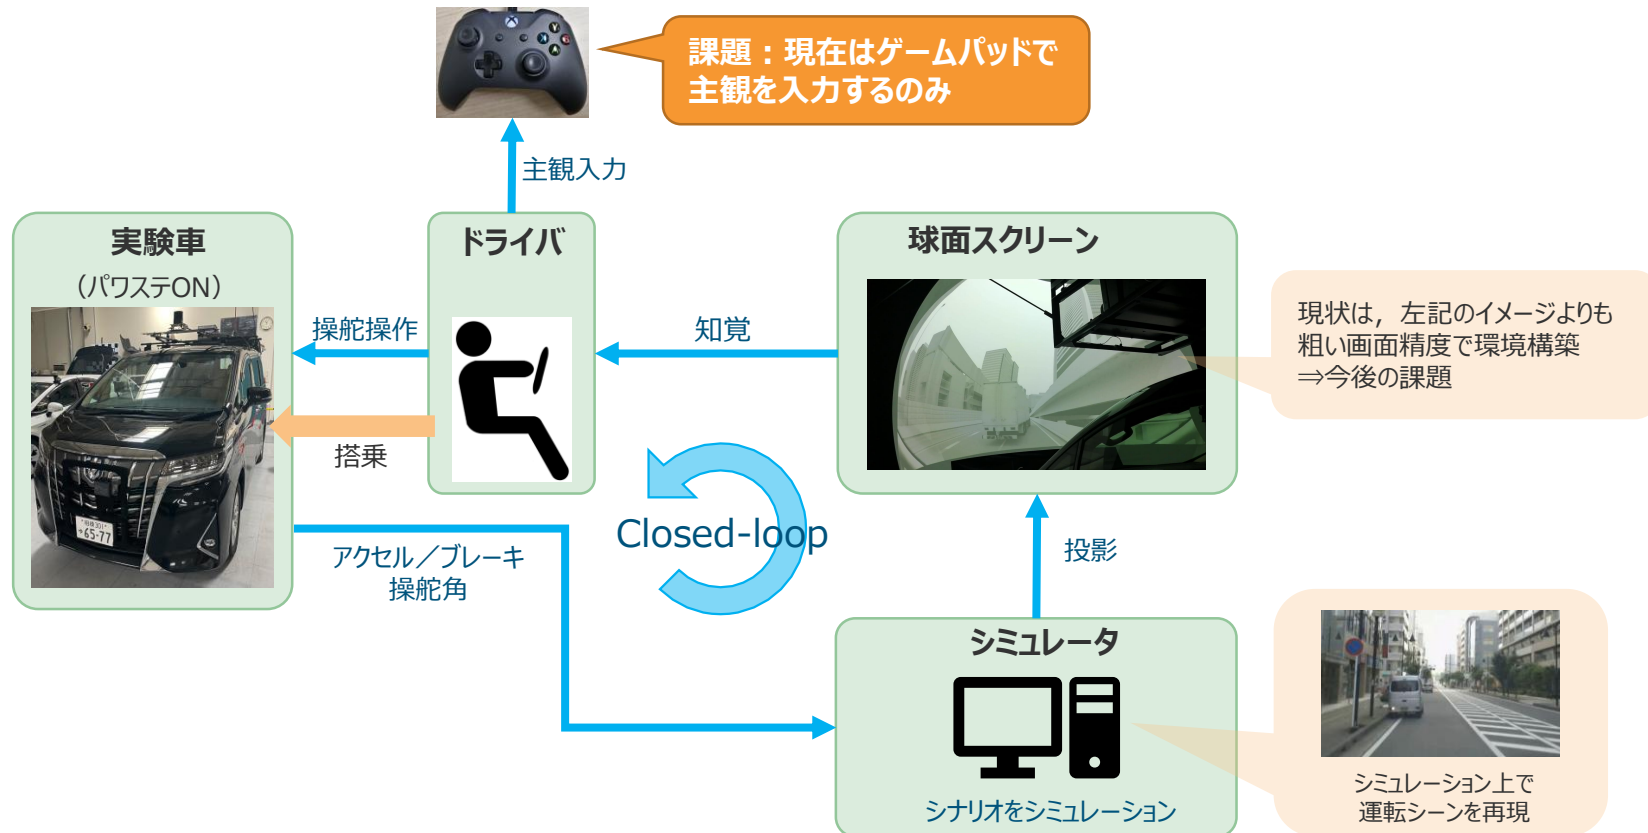 課題：現在はゲームパッドで
主観を入力するのみ
主観入力
実験車
（パワステON）
ドライバ
球面スクリーン
操舵操作
知覚
搭乗
現状は，左記のイメージよりも
粗い画面精度で環境構築
⇒今後の課題
65-77
Closed-loop
アクセル／ブレーキ
操舵角
投影
シミュレータ
シナリオをシミュレーション
シミュレーション上で
運転シーンを再現